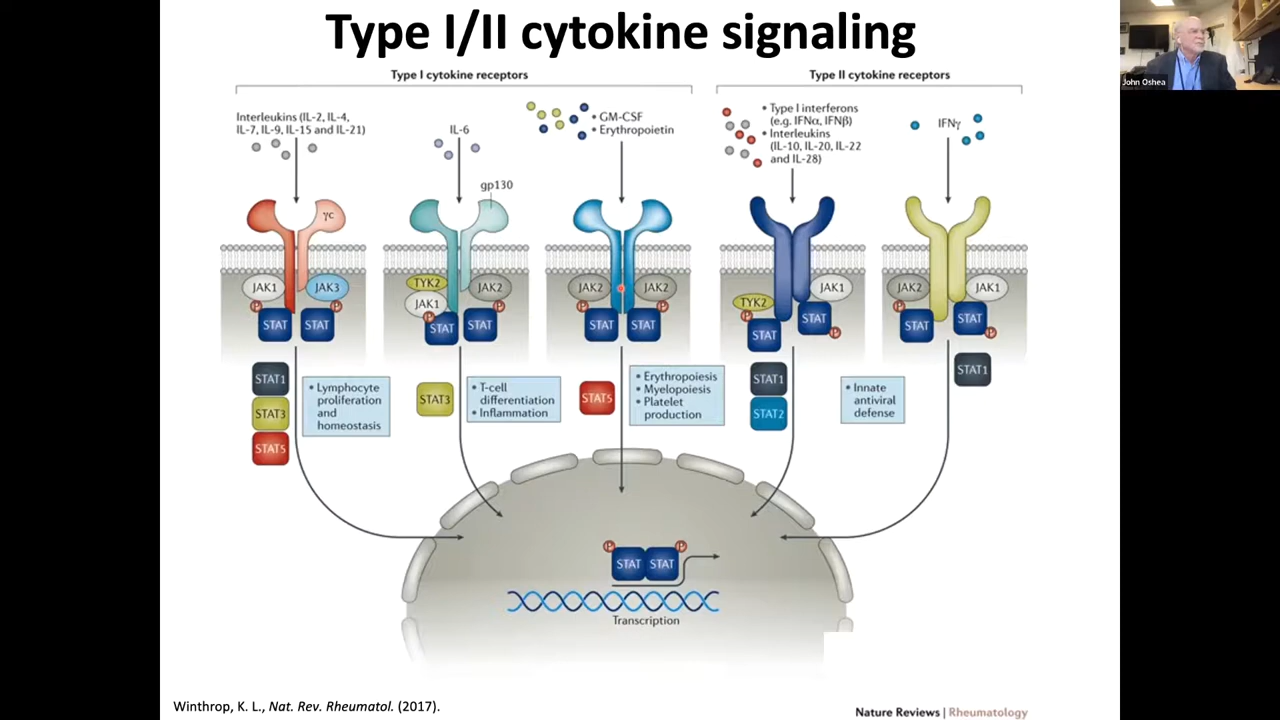 Type I/II cytokine signaling
John Oshea
Type I cytokine receptors
Type II cytokine receptors
Interleukins (IL-2, IL-4,
IL-7, IL-9, IL-15 and IL-21)
IL-6
• GM-CSF
• Erythropoietin
• Type I interferons
(e.g. IFNα, IFNβ)
• Interleukins
(IL-10, IL-20, IL-22
and IL-28)
IFNγ
gp130
γc
JAK1
JAK3
P
P
STAT
STAT
TYK2
JAK1
JAK2
P
P
STAT
STAT
JAK2
JAK2
P
P
STAT
STAT
TYK2
JAK1
P
P
STAT
STAT
JAK2
JAK1
P
P
STAT
STAT
STAT1
STAT3
STAT5
• Lymphocyte
proliferation
and
homeostasis
STAT3
• T-cell
differentiation
• Inflammation
STAT5
• Erythropoiesis
• Myelopoiesis
• Platelet
production
STAT1
STAT2
• Innate
antiviral
defense
STAT1
P
P
STAT
STAT
Transcription
Winthrop, K. L., Nat. Rev. Rheumatol. (2017).
Nature Reviews | Rheumatology